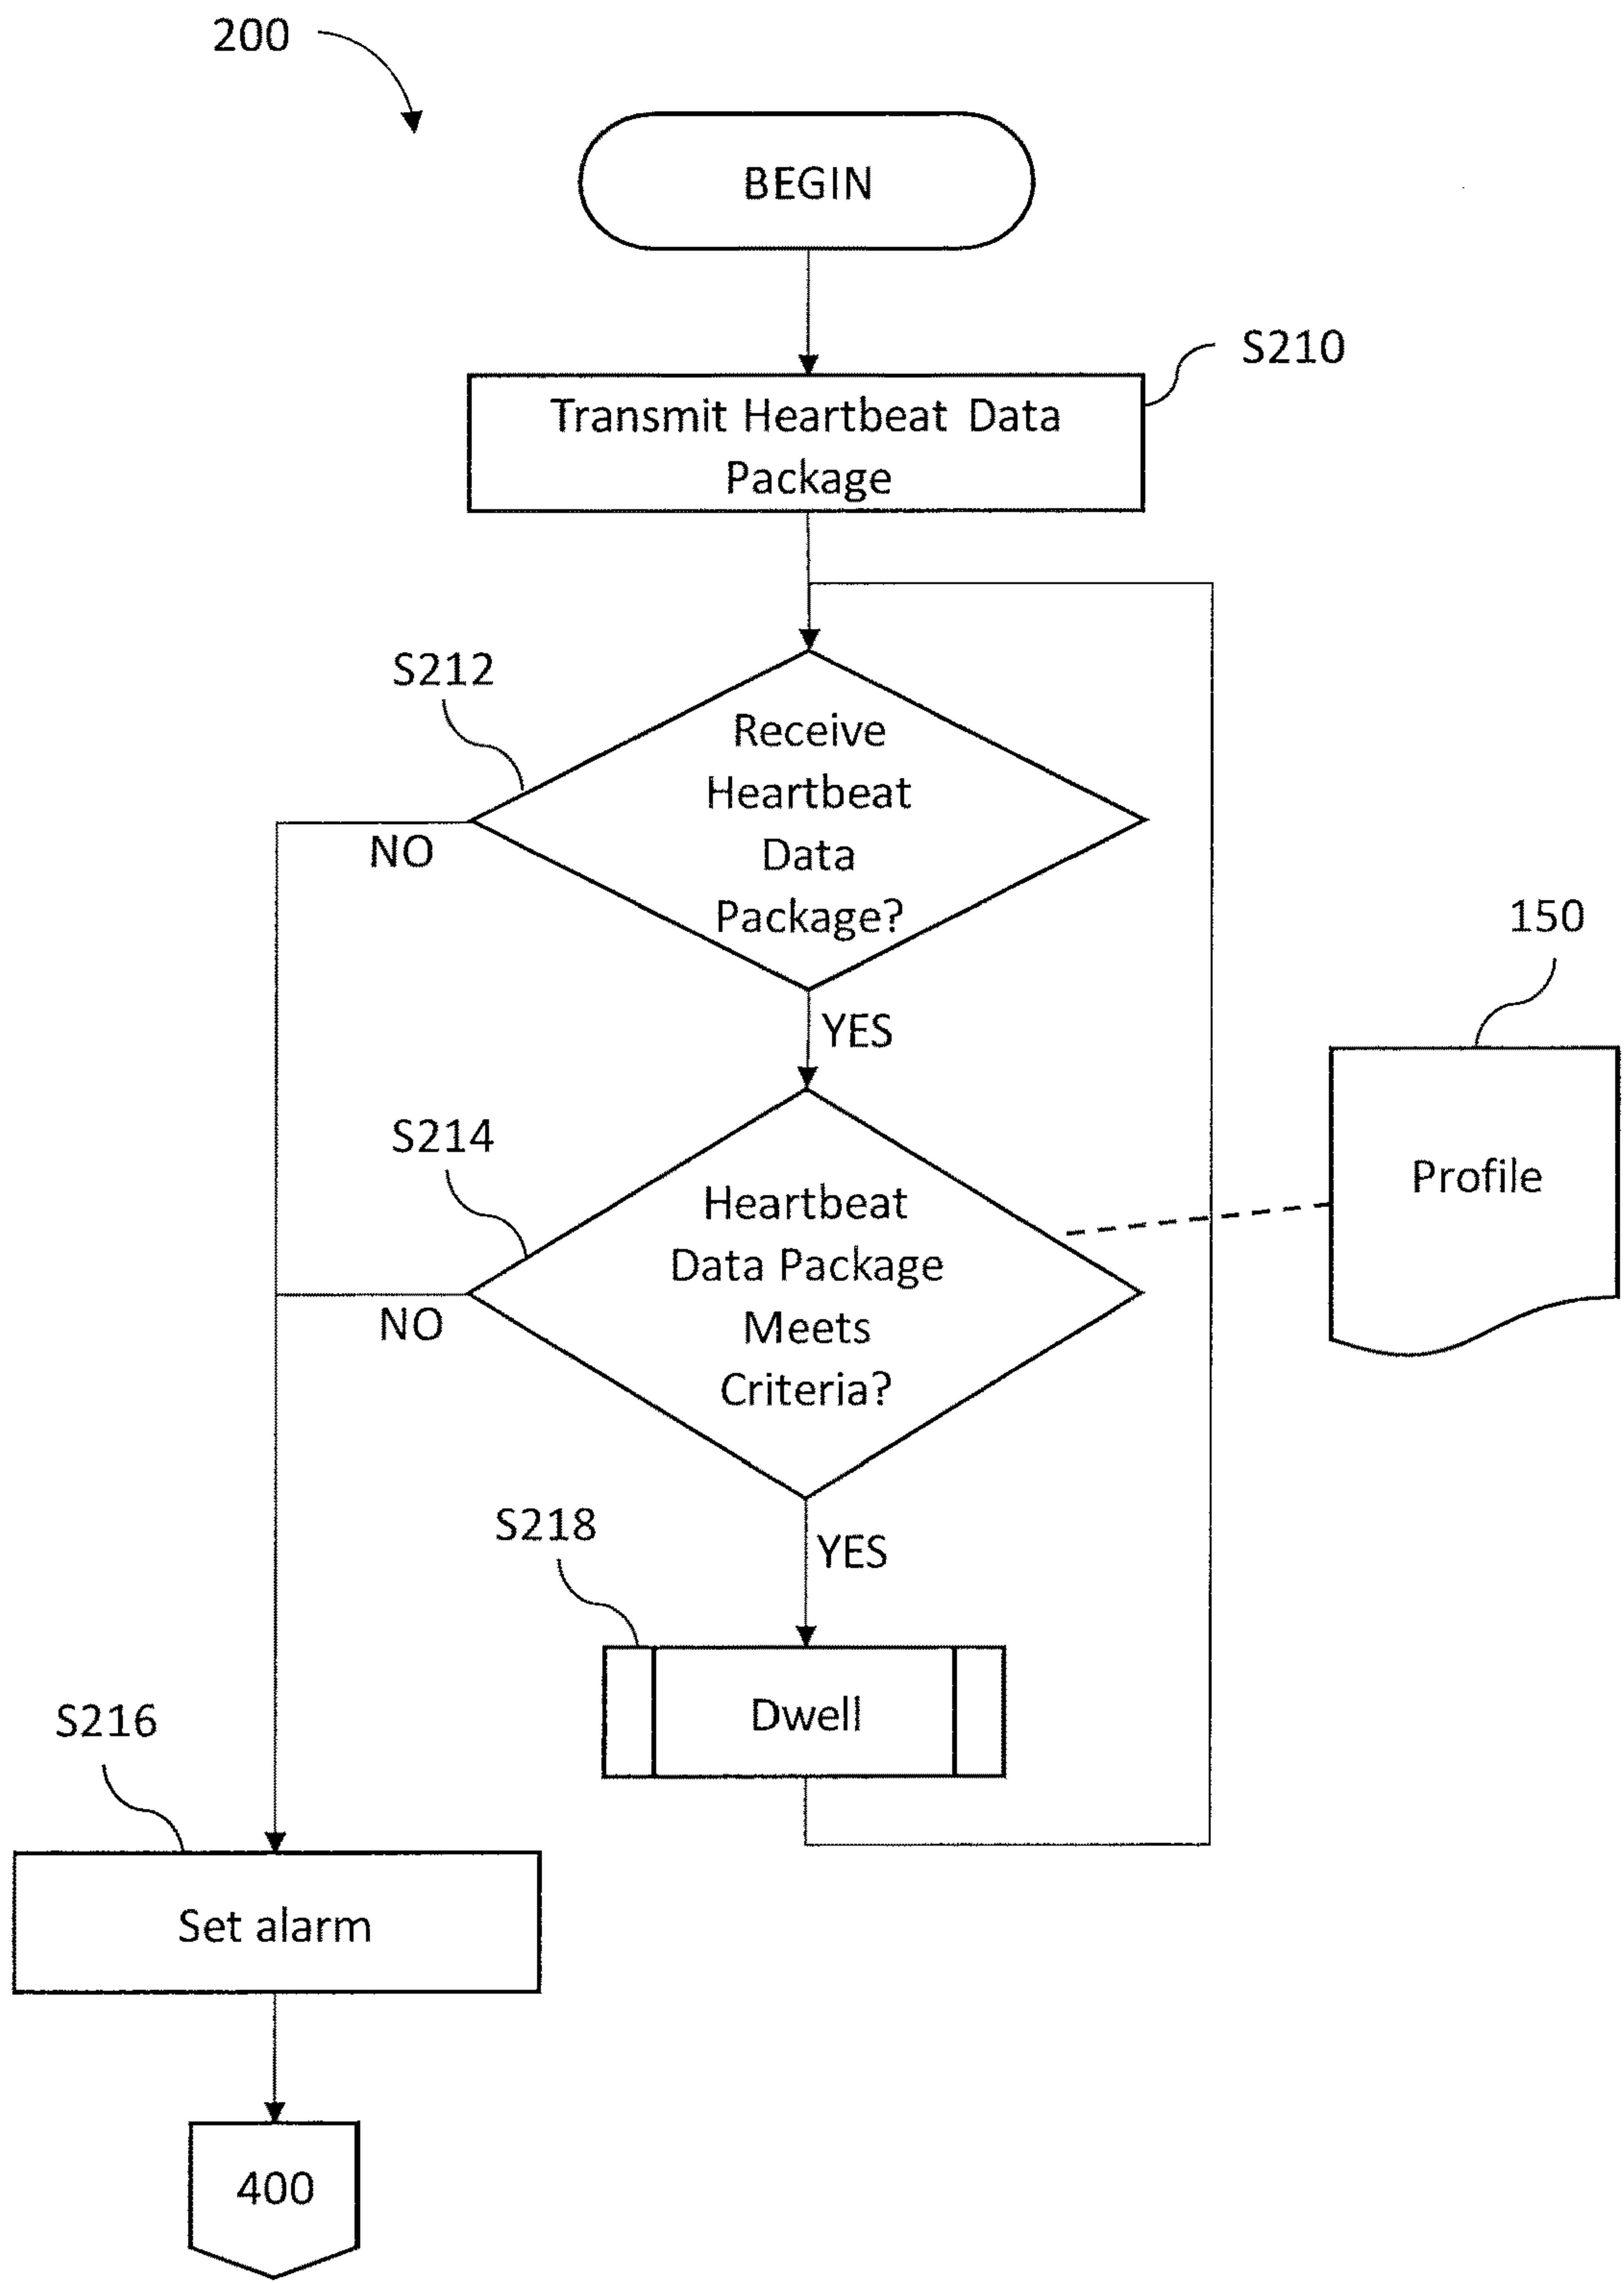 200
BEGIN
S210
Transmit Heartbeat Data
Package
S212
Receive
Heartbeat
Data
Package?
NO
YES
150
Profile
S214
Heartbeat
Data Package
Meets
Criteria?
NO
YES
S218
Dwell
S216
Set alarm
400